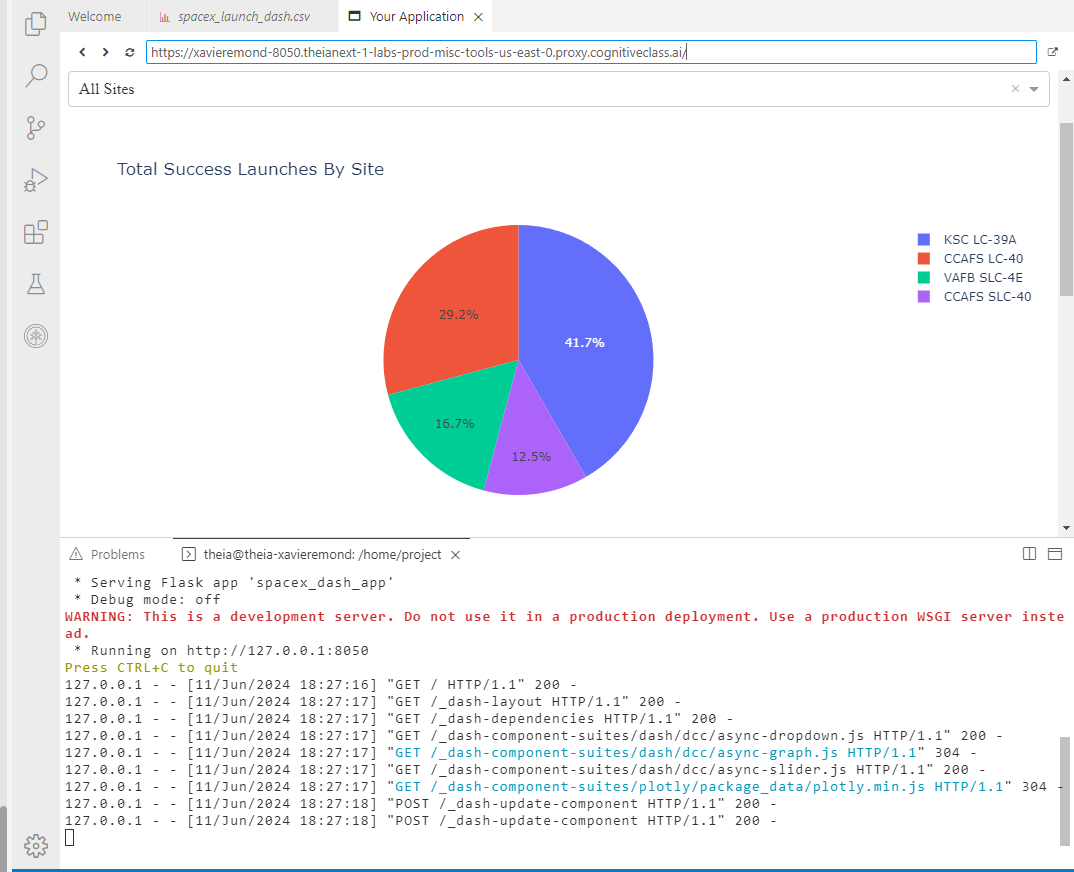 Welcome
spacex_launch_dash.csv
Your Application
https://xavieremond-8050.theianext-1-labs-prod-misc-tools-us-east-0.proxy.cognitiveclass.ai/
All Sites
Total Success Launches By Site
KSC LC-39A
CCAFS LC-40
VAFB SLC-4E
CCAFS SLC-40
29.2%
41.7%
16.7%
12.5%
Problems
theia@theia-xavieremond: /home/project
* Serving Flask app 'spacex_dash_app'
* Debug mode: off
WARNING: This is a development server. Do not use it in a production deployment. Use a production WSGI server inste
ad.
* Running on http://127.0.0.1:8050
Press CTRL+C to quit
127.0.0.1 - - [11/Jun/2024 18:27:16] "GET / HTTP/1.1" 200 -
127.0.0.1 - - [11/Jun/2024 18:27:17] "GET /_dash-layout HTTP/1.1" 200 -
127.0.0.1 - - [11/Jun/2024 18:27:17] "GET /_dash-dependencies HTTP/1.1" 200 -
127.0.0.1 - - [11/Jun/2024 18:27:17] "GET /_dash-component-suites/dash/dcc/async-dropdown.js HTTP/1.1" 200 -
127.0.0.1 - - [11/Jun/2024 18:27:17] "GET /_dash-component-suites/dash/dcc/async-graph.js HTTP/1.1" 304 -
127.0.0.1 - - [11/Jun/2024 18:27:17] "GET /_dash-component-suites/dash/dcc/async-slider.js HTTP/1.1" 200 -
127.0.0.1 - - [11/Jun/2024 18:27:17] "GET /_dash-component-suites/plotly/package_data/plotly.min.js HTTP/1.1" 304 -
127.0.0.1 - - [11/Jun/2024 18:27:18] "POST /_dash-update-component HTTP/1.1" 200 -
127.0.0.1 - - [11/Jun/2024 18:27:18] "POST /_dash-update-component HTTP/1.1" 200 -